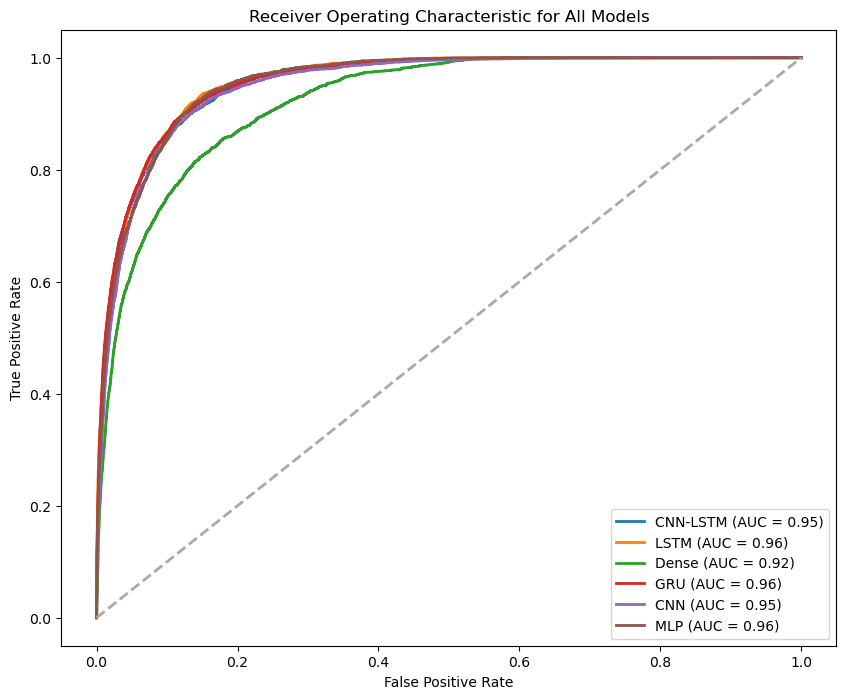 Receiver Operating Characteristic for All Models
True Positive Rate
1.0
0.8
0.6
0.4
0.2
0.0
0.0
0.2
0.4
0.6
0.8
1.0
False Positive Rate
CNN-LSTM (AUC = 0.95)
LSTM (AUC = 0.96)
Dense (AUC = 0.92)
GRU (AUC = 0.96)
CNN (AUC = 0.95)
MLP (AUC = 0.96)